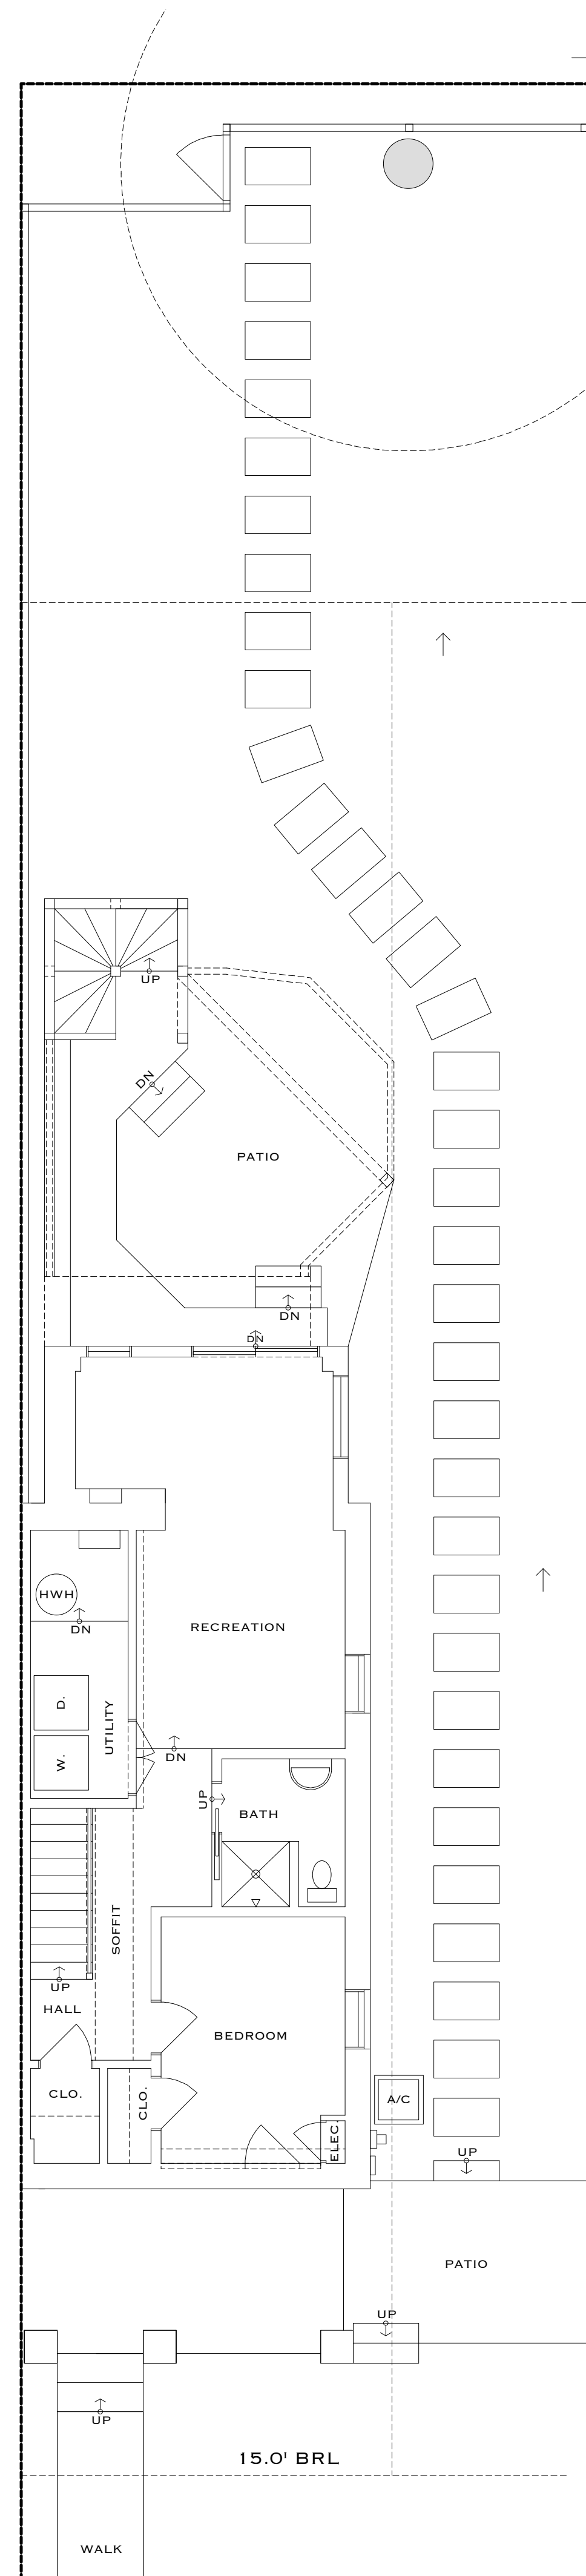 UP
DN
PATIO
DN
DN
HWH
DN
RECREATION
D.
UTILITY
W.
DN
UP
BATH
SOFFIT
UP
HALL
BEDROOM
CLO.
CLO.
A/C
ELEC.
UP
PATIO
UP
UP
15.0' BRL
WALK